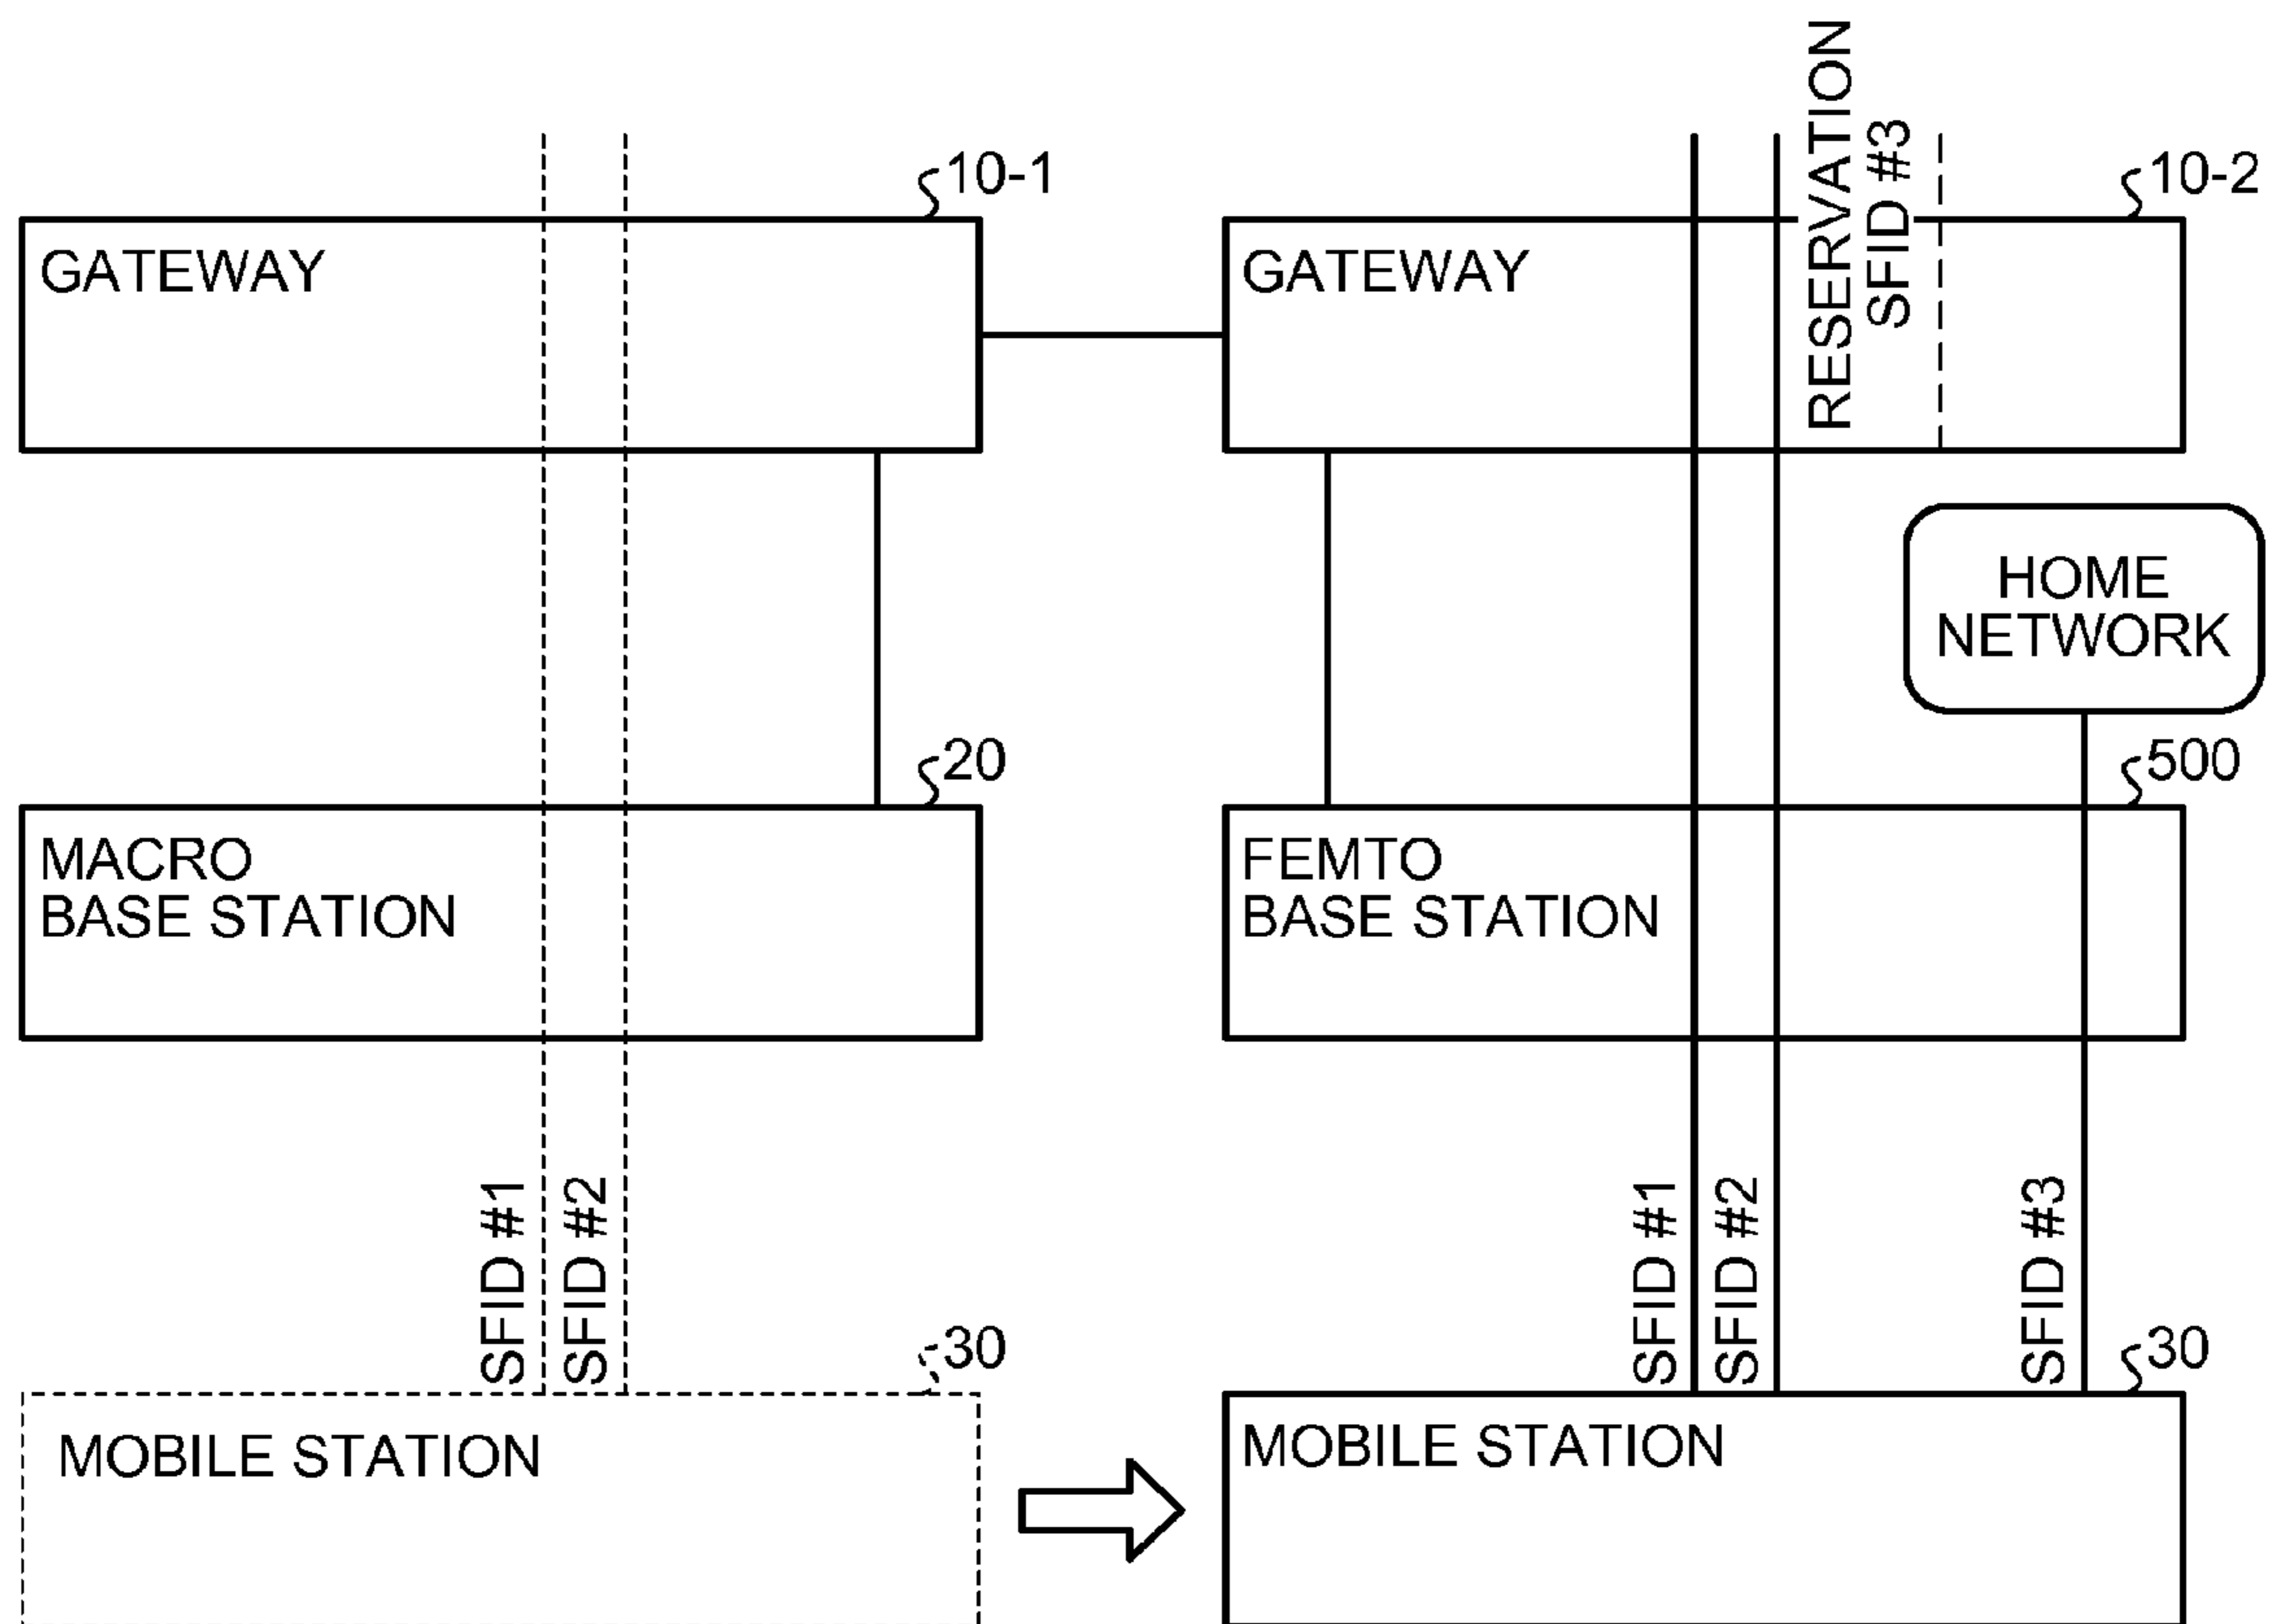 RESERVATION
SFID #3
10-1
10-2
GATEWAY
GATEWAY
HOME
NETWORK
20
500
MACRO
BASE STATION
FEMTO
BASE STATION
SFID #1
SFID #2
SFID #1
SFID #2
SFID #3
30
30
MOBILE STATION
MOBILE STATION